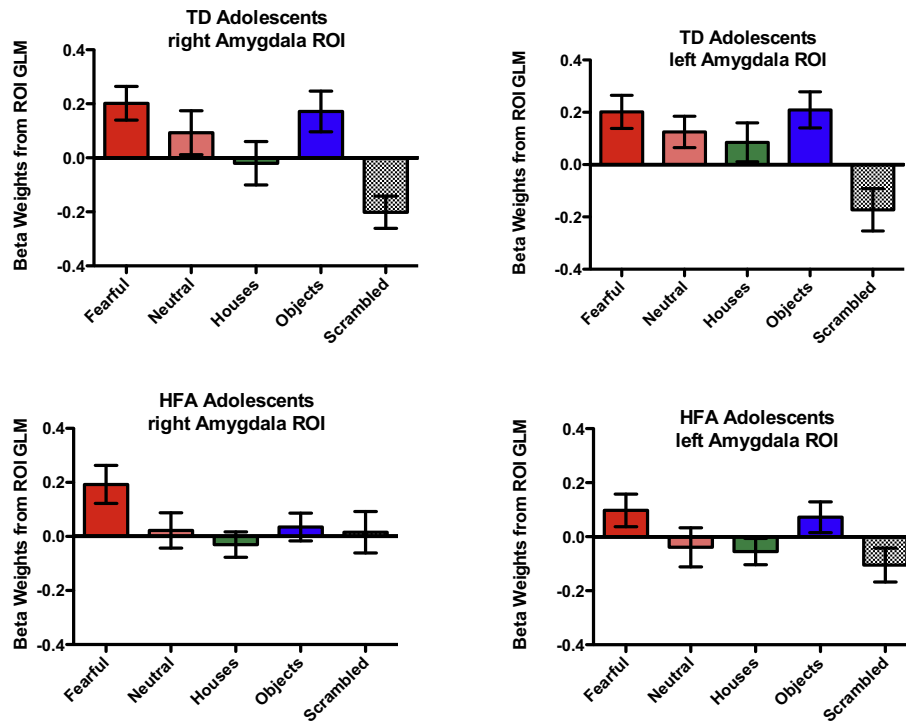 TD Adolescents
right Amygdala ROI
Beta Weights from ROI GLM
0.4
0.2
0.0
-0.2
-0.4
Fearful
Neutral
Houses
Objects
Scrambled
TD Adolescents
left Amygdala ROI
Beta Weights from ROI GLM
0.4
0.2
0.0
-0.2
-0.4
Fearful
Neutral
Houses
Objects
Scrambled
HFA Adolescents
right Amygdala ROI
Beta Weights from ROI GLM
0.4
0.2
0.0
-0.2
-0.4
Fearful
Neutral
Houses
Objects
Scrambled
HFA Adolescents
left Amygdala ROI
Beta Weights from ROI GLM
0.4
0.2
0.0
-0.2
-0.4
Fearful
Neutral
Houses
Objects
Scrambled